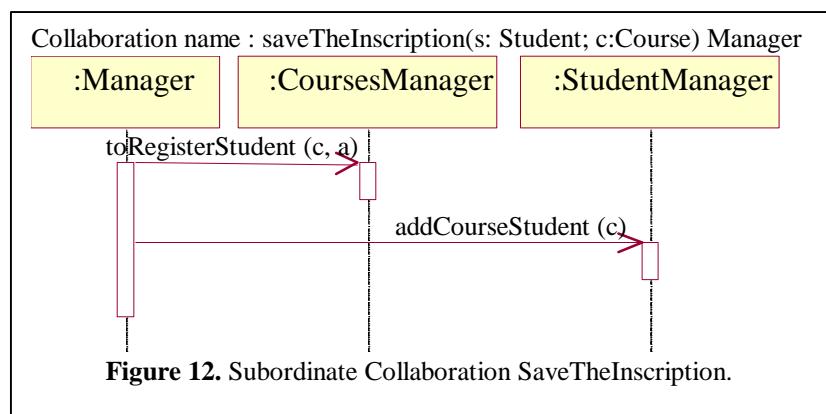 Collaboration name : saveTheInscription(s: Student; c:Course) Manager
:Manager :CoursesManager :StudentManager
toRegisterStudent (c, a)
addCourseStudent (c)
Figure 12. Subordinate Collaboration SaveTheInscription.